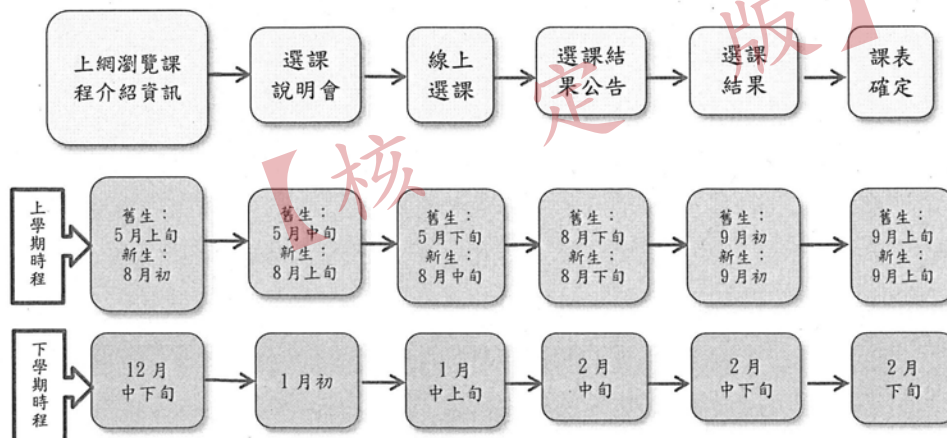 上網瀏覽課
程介紹資訊
選課
說明會
線上
選課
選課結
果公告
選課
結果
課表
確定
【核定版】
上學期時程
舊生：
5月上旬
新生：
8月初
舊生：
5月中旬
新生：
8月上旬
舊生：
5月下旬
新生：
8月中旬
舊生：
8月下旬
新生：
8月下旬
舊生：
9月初
新生：
9月初
舊生：
9月上旬
新生：
9月上旬
下學期時程
12月
中下旬
1月初
1月
中上旬
2月
中旬
2月
中下旬
2月
下旬